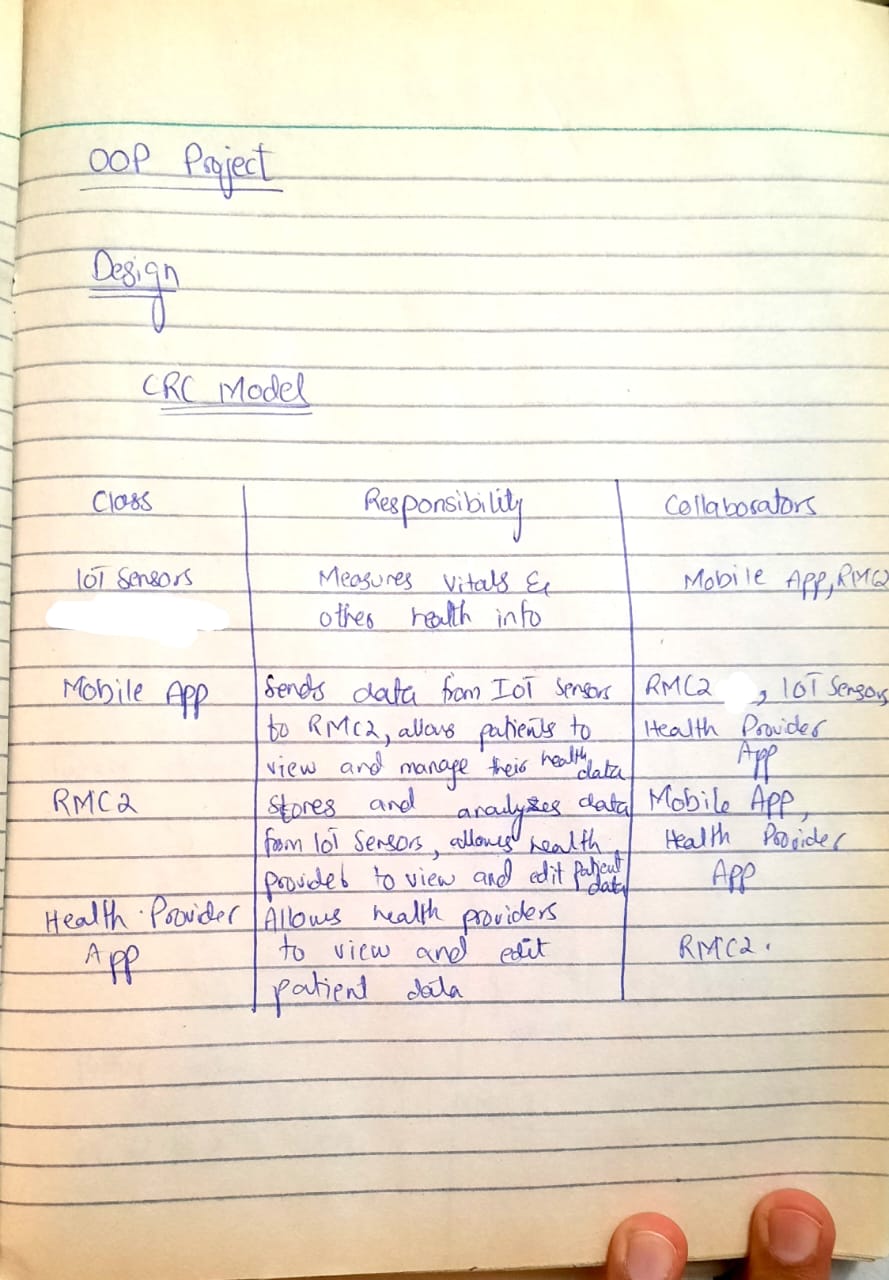 OOP Project
Design
CRC Model
Class Responsibility Collaborators
IOT Sensors Measures Vitals & Mobile App, RMC2
other health info
Mobile App Sends data from IoT Sensors RMC2 , IOT Sensors
to RMC2, allows patients to Health Provider
view and manage their health data App
RMC2 Stores and analyzes data Mobile App,
from IoT Sensors, allows health Health Provider
provider to view and edit patient data App
Health Provider Allows health providers
App to view and edit RMC2.
patient data